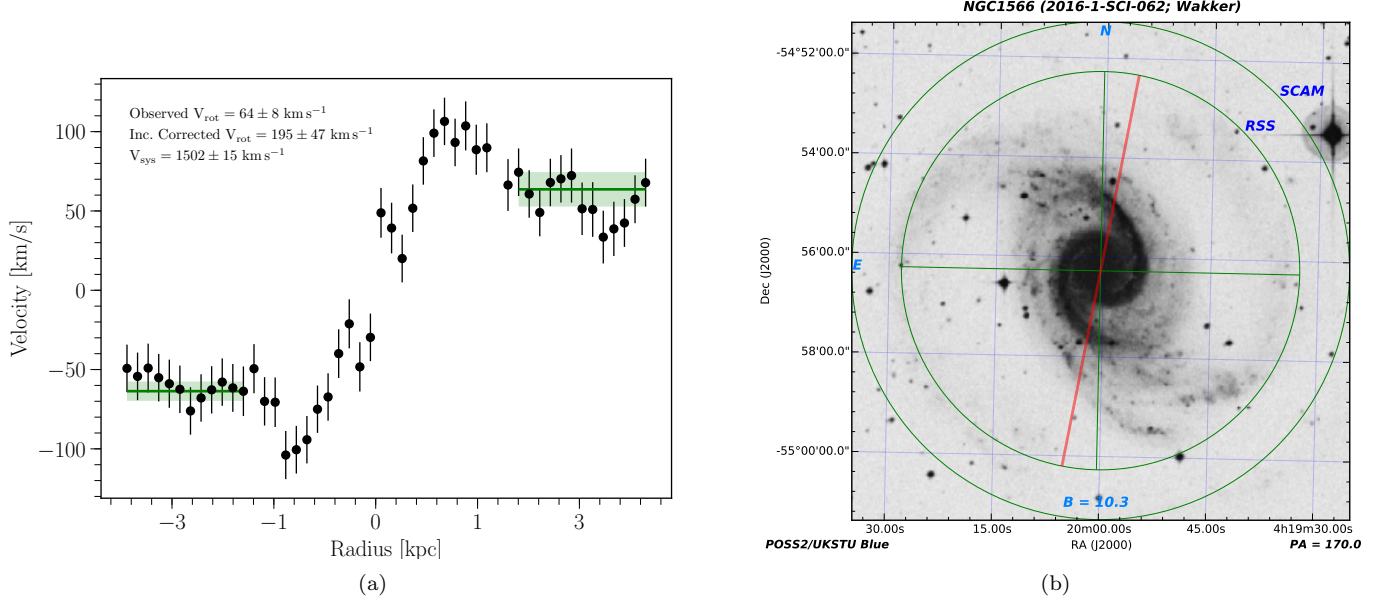 Observed Vrot = 64 ± 8 km s−1
Inc. Corrected Vrot = 195 ± 47 km s−1
Vsys = 1502 ± 15 km s−1
100
50
0
−50
−100
Velocity [km/s]
−3
−1
0
1
3
Radius [kpc]
(a)
NGC1566 (2016-1-SCI-062; Wakker)
N
SCAM
RSS
E
B = 10.3
-54°52'00.0"
54'00.0"
56'00.0"
58'00.0"
-55°00'00.0"
Dec (J2000)
30.00s
15.00s
20m00.00s
45.00s
4h19m30.00s
POSS2/UKSTU Blue
RA (J2000)
PA = 170.0
(b)